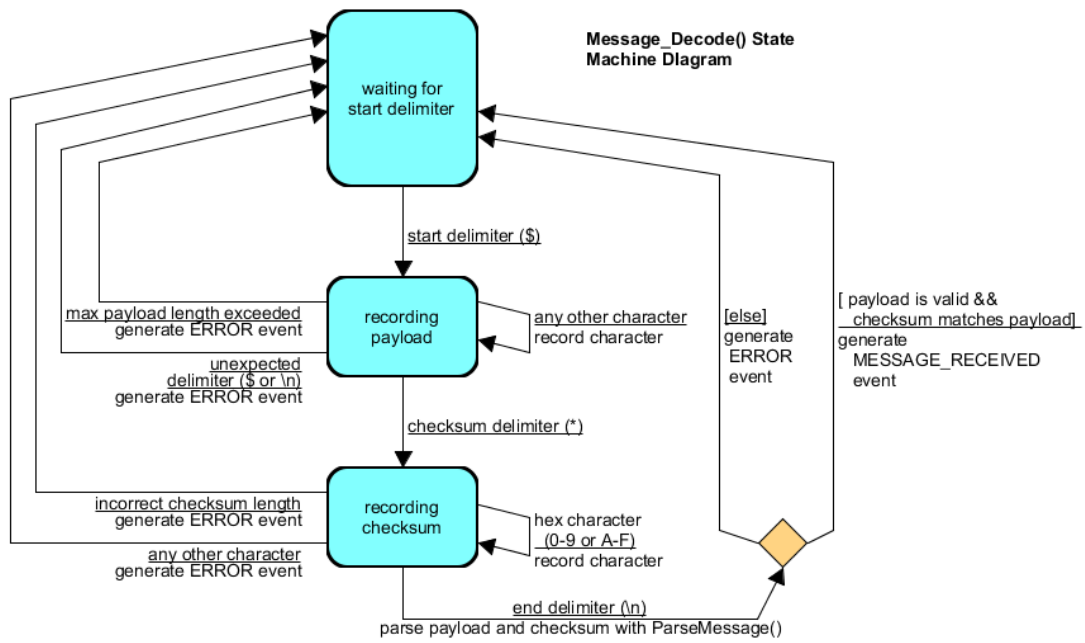 Message_Decode() State
Machine DIagram
waiting for
start delimiter
start delimiter ($)
max payload length exceeded
generate ERROR event
recording
payload
any other character
record character
[else]
generate
ERROR
event
[ payload is valid &&
checksum matches payload]
generate
MESSAGE_RECEIVED
event
unexpected
delimiter ($ or \n)
generate ERROR event
checksum delimiter (*)
incorrect checksum length
generate ERROR event
recording
checksum
hex character
(0-9 or A-F)
record character
any other character
generate ERROR event
end delimiter (\n)
parse payload and checksum with ParseMessage()